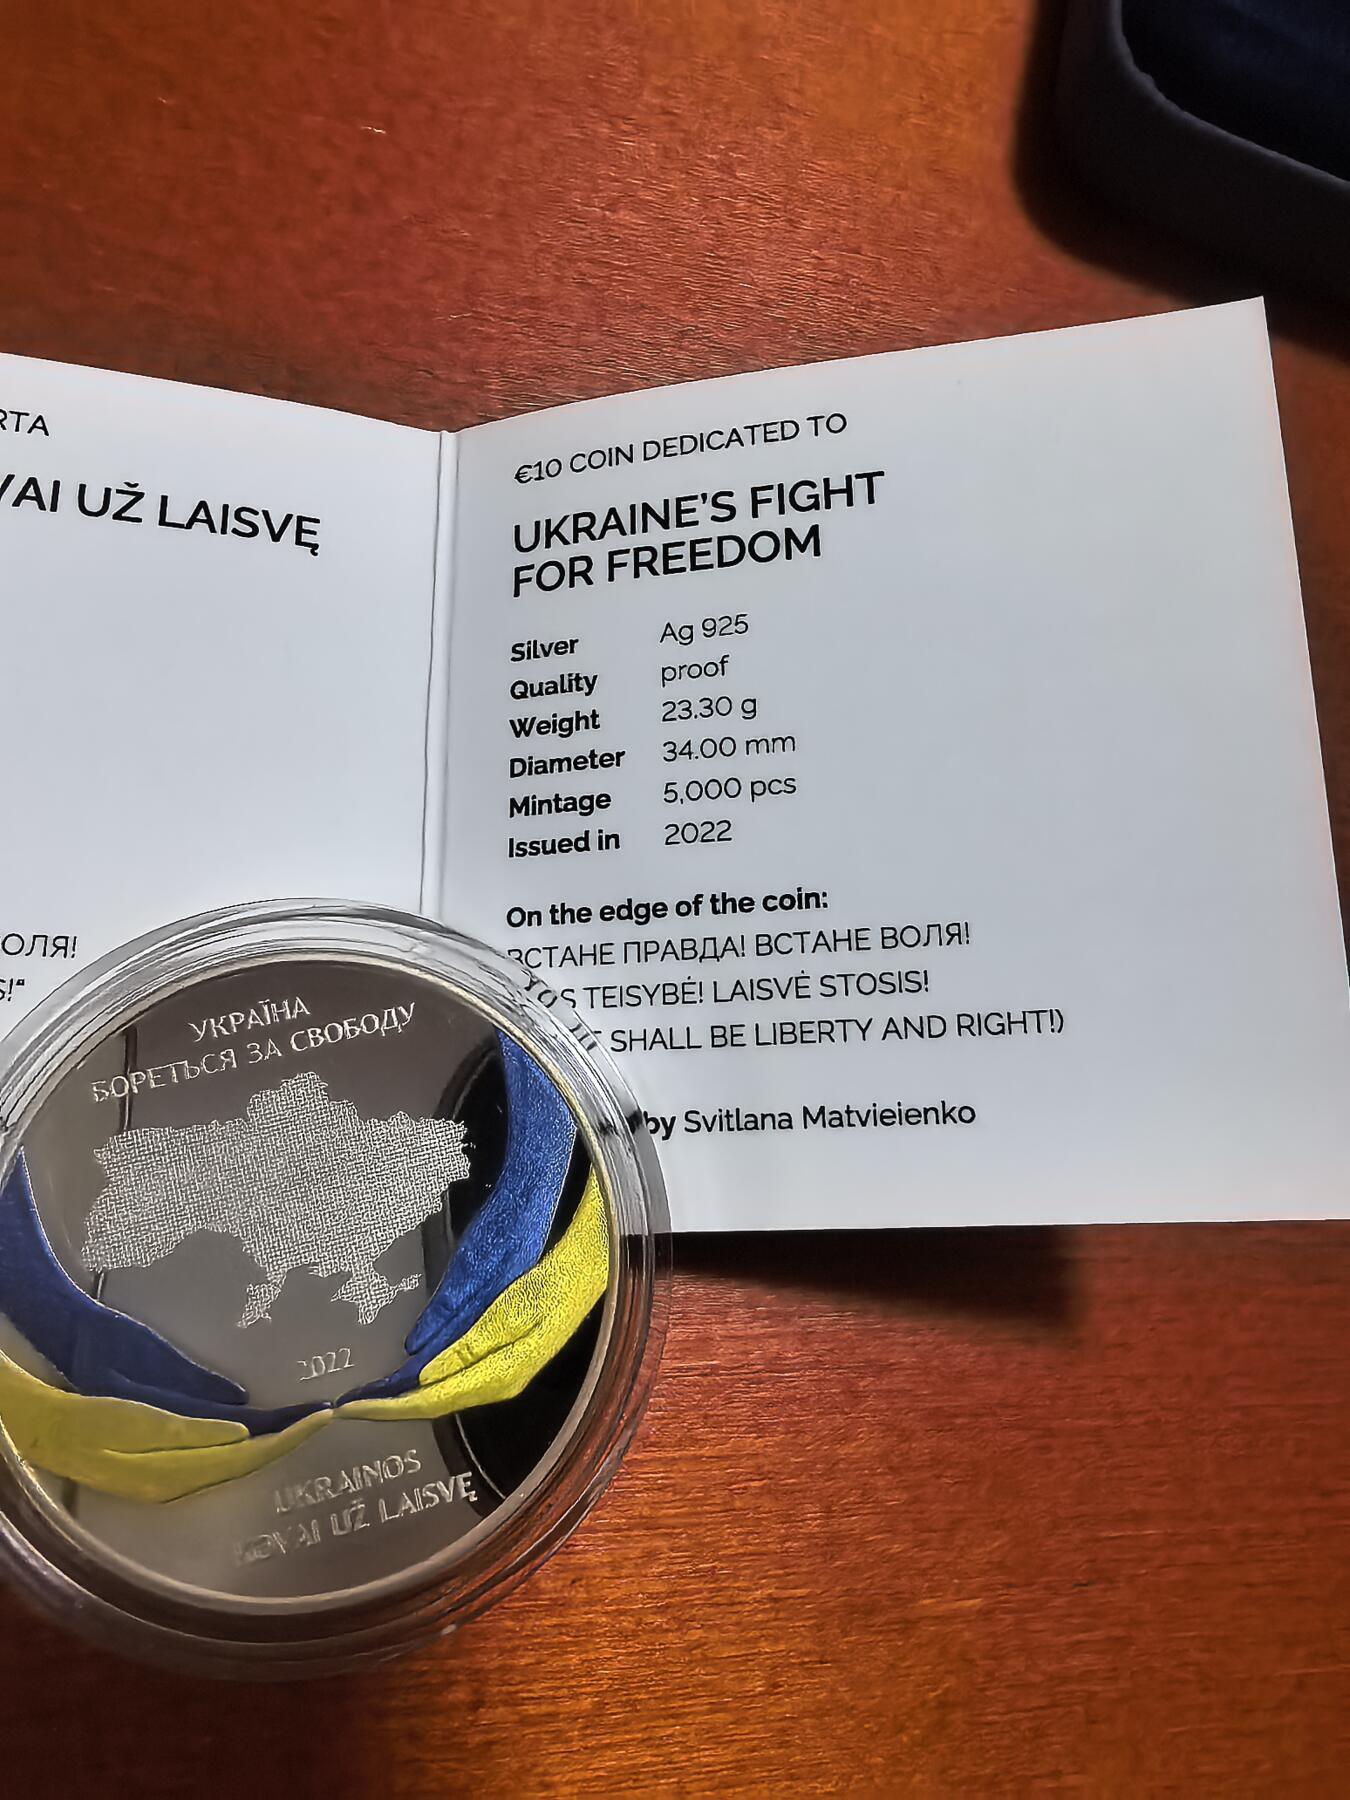 RTA
VAI UŽ LAISVĘ
ОЛЯ!
S!“
€10 COIN DEDICATED TO
UKRAINE’S FIGHT
FOR FREEDOM
Silver Ag 925
Quality proof
Weight 23.30 g
Diameter 34.00 mm
Mintage 5,000 pcs
Issued in 2022
On the edge of the coin:
ВСТАНЕ ПРАВДА! ВСТАНЕ ВОЛЯ!
TEISYBĖ! LAISVĖ STOSIS!
SHALL BE LIBERTY AND RIGHT!)
by Svitlana Matvieienko
УКРАЇНА
БОРЕТЬСЯ ЗА СВОБОДУ
2022
UKRAINOS
KOVAI UŽ LAISVĘ